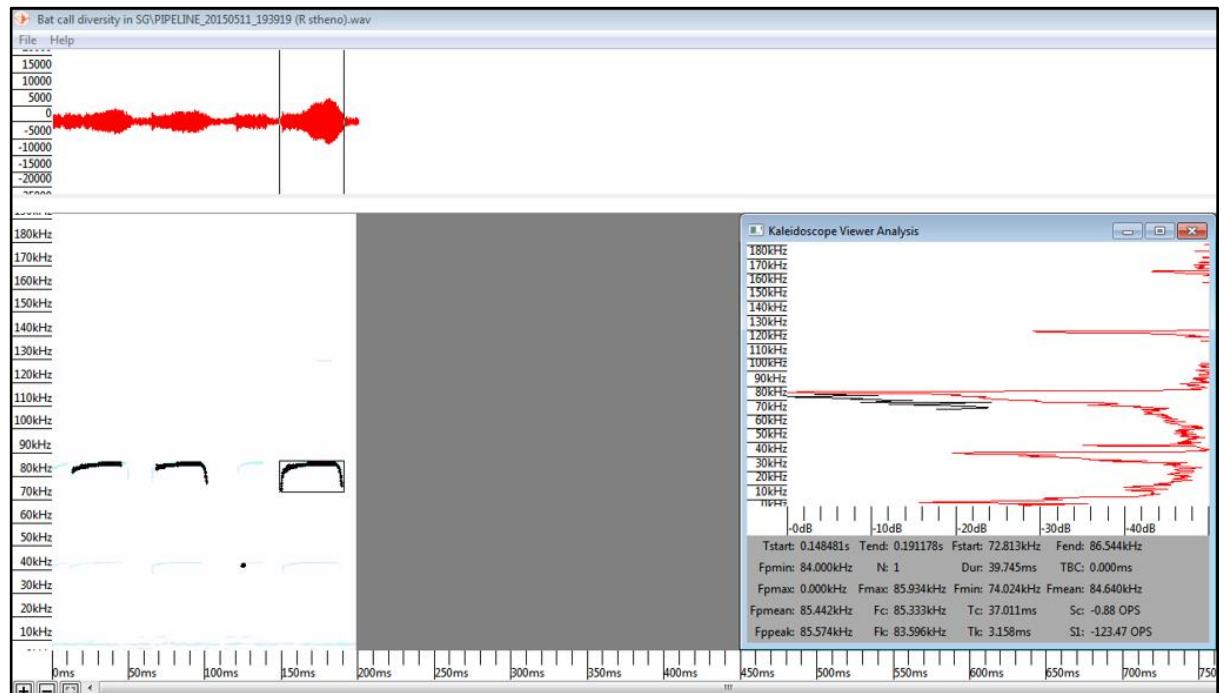 Bat call diversity in SG\PIPELINE_20150511_193919 (R stheno).wav
File Help
15000
10000
5000
0
-5000
-10000
-15000
-20000
180kHz
170kHz
160kHz
150kHz
140kHz
130kHz
120kHz
110kHz
100kHz
90kHz
80kHz
70kHz
60kHz
50kHz
40kHz
30kHz
20kHz
10kHz
0ms 50ms 100ms 150ms 200ms 250ms 300ms 350ms 400ms 450ms 500ms 550ms 600ms 650ms 700ms 750
Kaleidoscope Viewer Analysis
180kHz
170kHz
160kHz
150kHz
140kHz
130kHz
120kHz
110kHz
100kHz
90kHz
80kHz
70kHz
60kHz
50kHz
40kHz
30kHz
20kHz
10kHz
0kHz
-0dB -10dB -20dB -30dB -40dB
Tstart: 0.148481s Tend: 0.191178s Fstart: 72.813kHz Fend: 86.544kHz
Fpmin: 84.000kHz N: 1 Dur: 39.745ms TBC: 0.000ms
Fpmax: 0.000kHz Fmax: 85.934kHz Fmin: 74.024kHz Fmean: 84.640kHz
Fpmean: 85.442kHz Fc: 85.333kHz Tc: 37.011ms Sc: -0.88 OPS
Fppeak: 85.574kHz Fk: 83.596kHz Tk: 3.158ms S1: -123.47 OPS